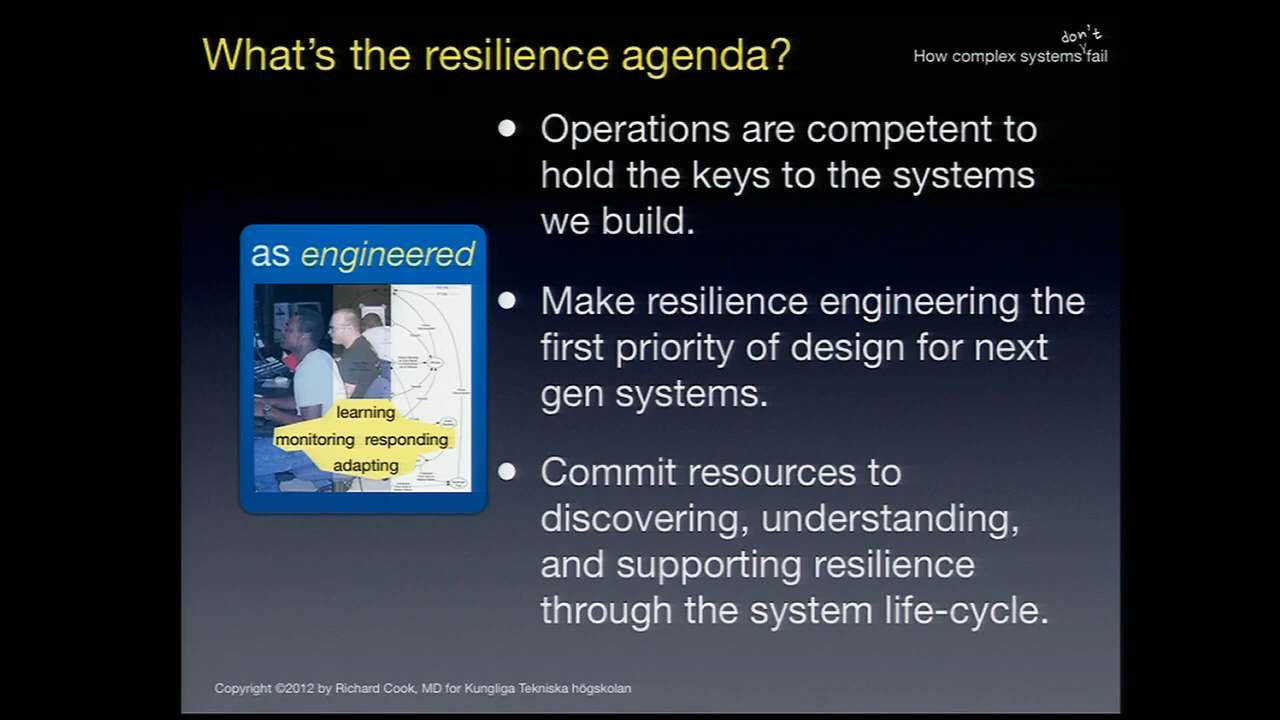 What's the resilience agenda?
don't
How complex systems fail
Operations are competent to
hold the keys to the systems
we build.
as engineered
learning
monitoring responding
adapting
Make resilience engineering the
first priority of design for next
gen systems.
Commit resources to
discovering, understanding,
and supporting resilience
through the system life-cycle.
Copyright ©2012 by Richard Cook, MD for Kungliga Tekniska högskolan